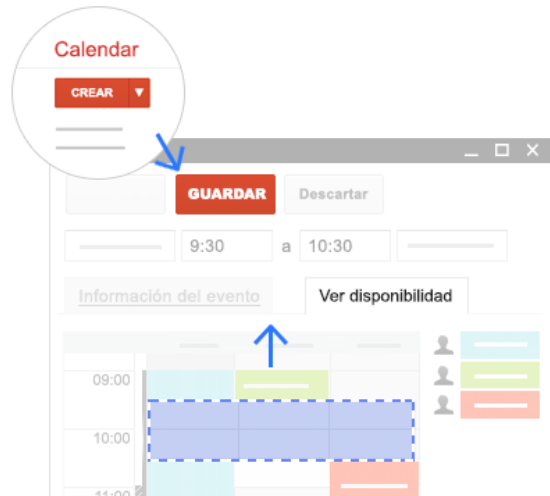 Calendar
CREAR
GUARDAR Descartar
9:30 a 10:30
Información del evento Ver disponibilidad
09:00
10:00
11:00